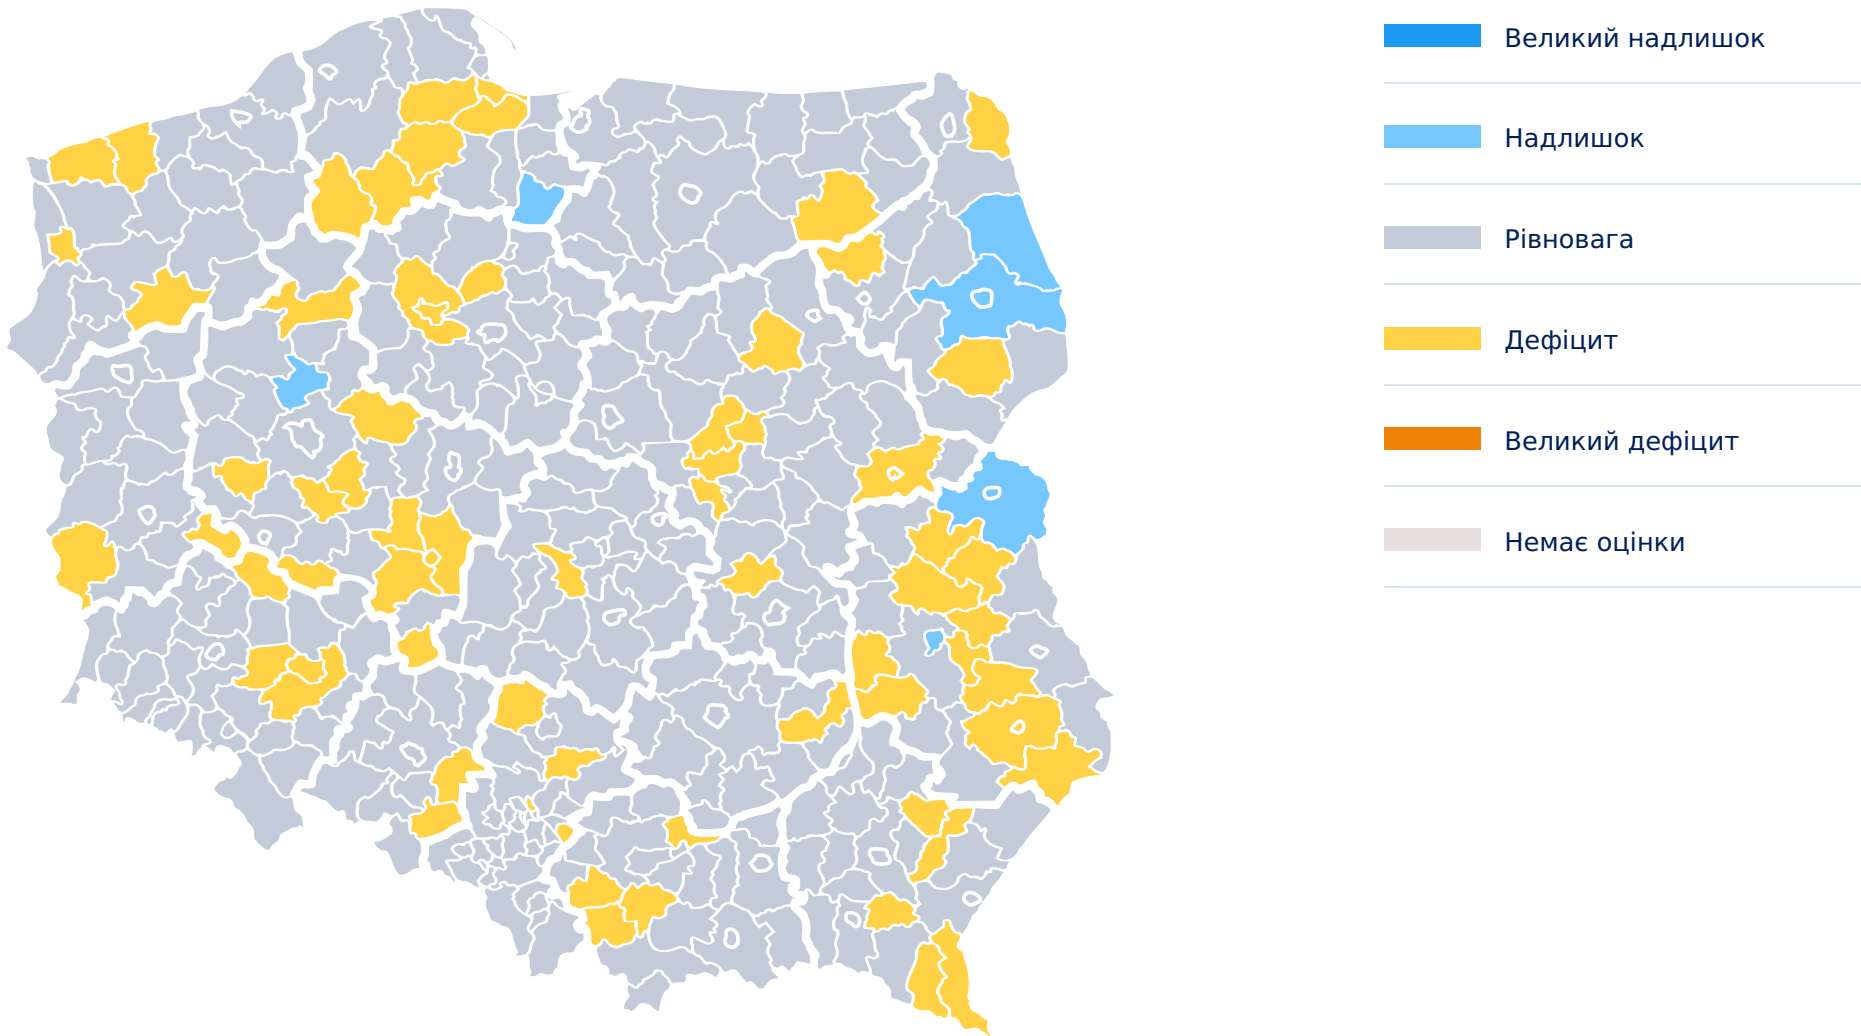 Великий надлишок
Надлишок
Рівновага
Дефіцит
Великий дефіцит
Немає оцінки